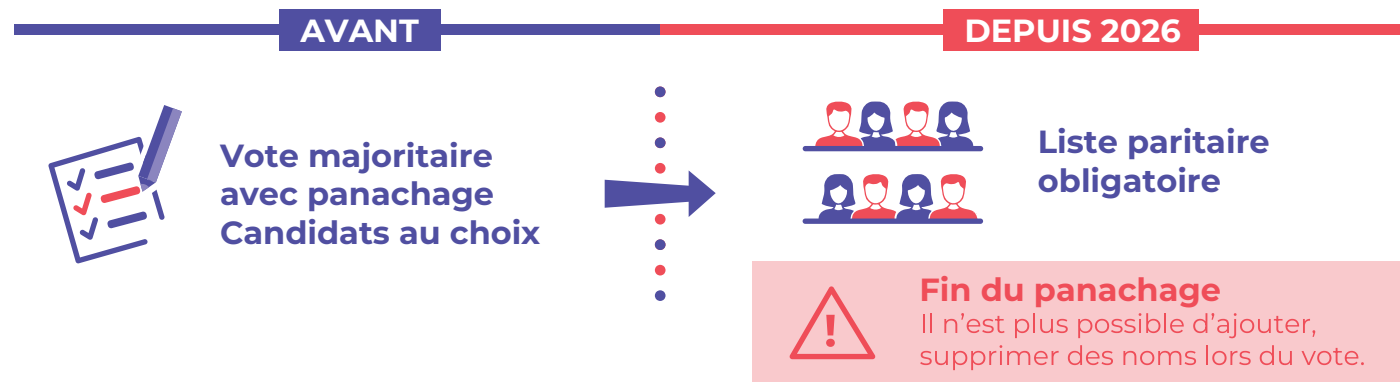 AVANT
Vote majoritaire
avec panachage
Candidats au choix
DEPUIS 2026
Liste paritaire
obligatoire
!
Fin du panachage
Il n’est plus possible d’ajouter,
supprimer des noms lors du vote.